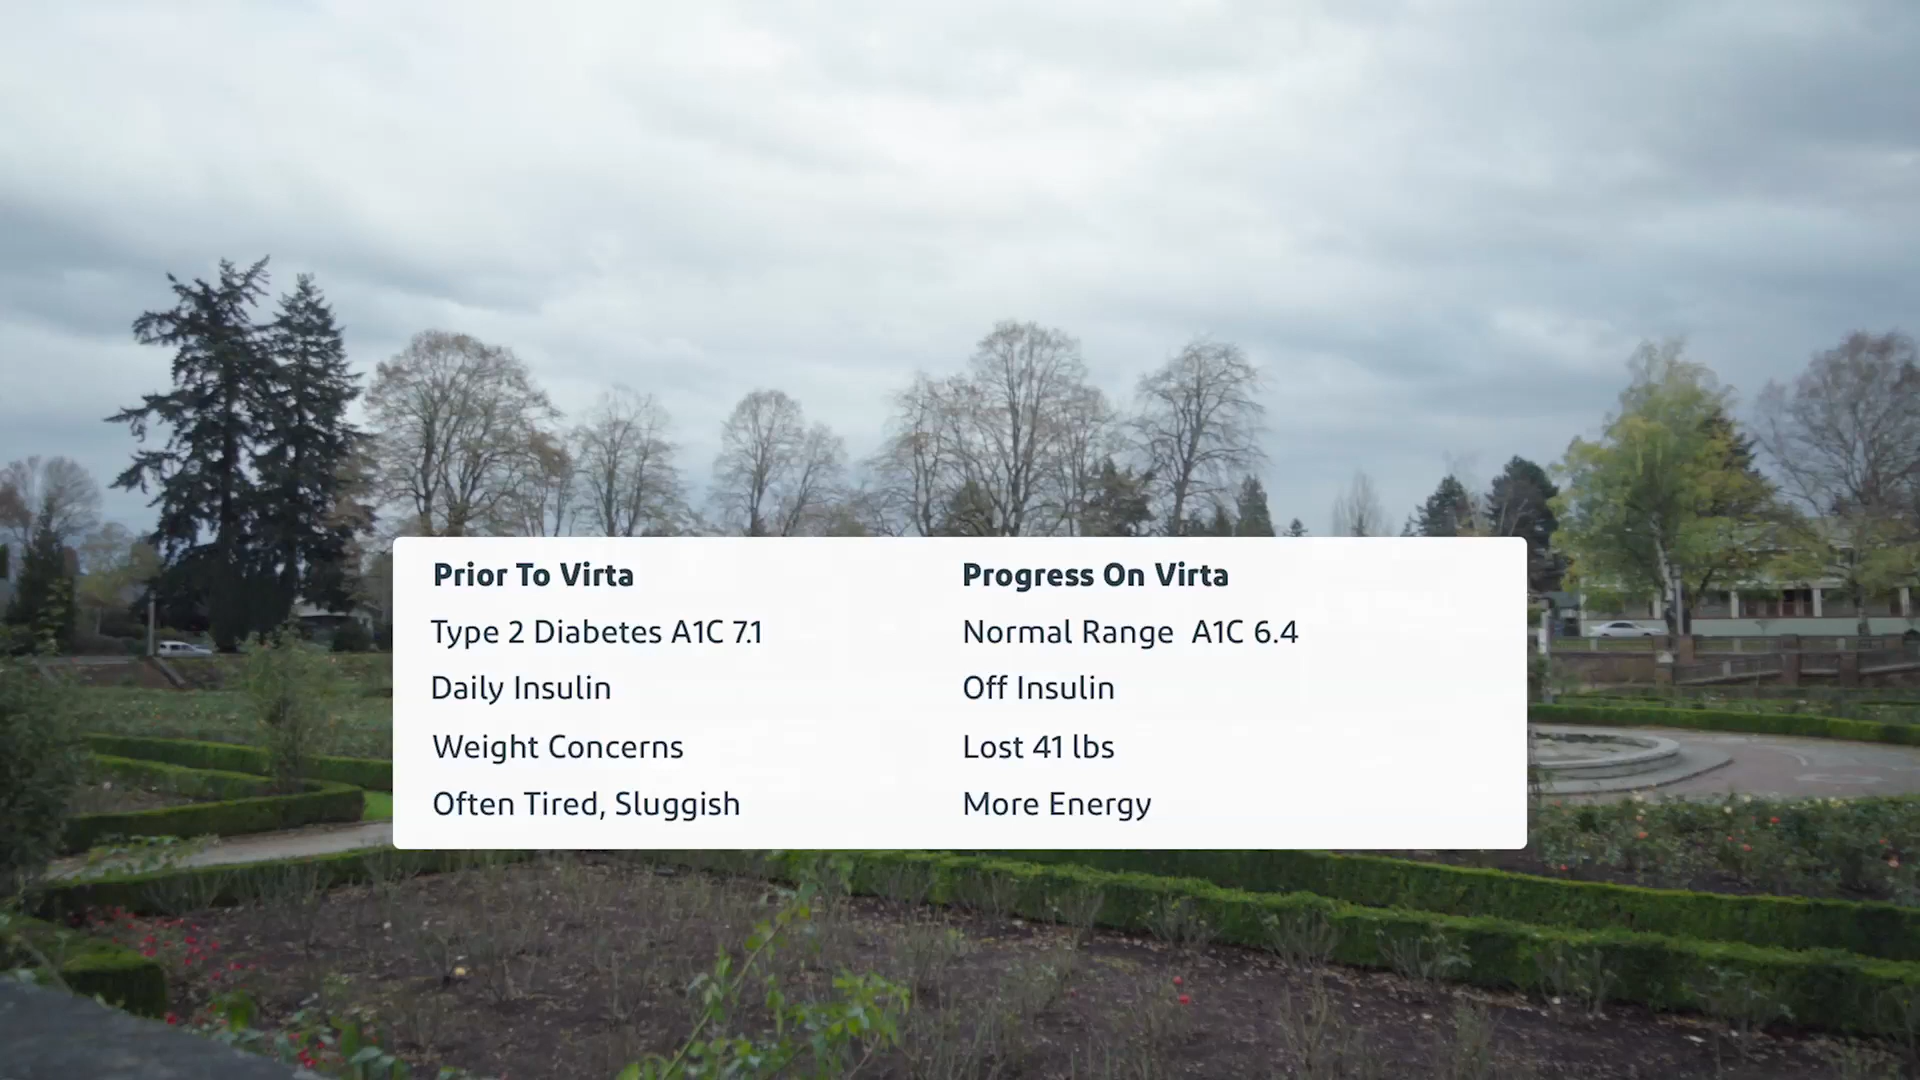 Prior To Virta
Type 2 Diabetes A1C 7.1
Daily Insulin
Weight Concerns
Often Tired, Sluggish
Progress On Virta
Normal Range  A1C 6.4
Off Insulin
Lost 41 lbs
More Energy